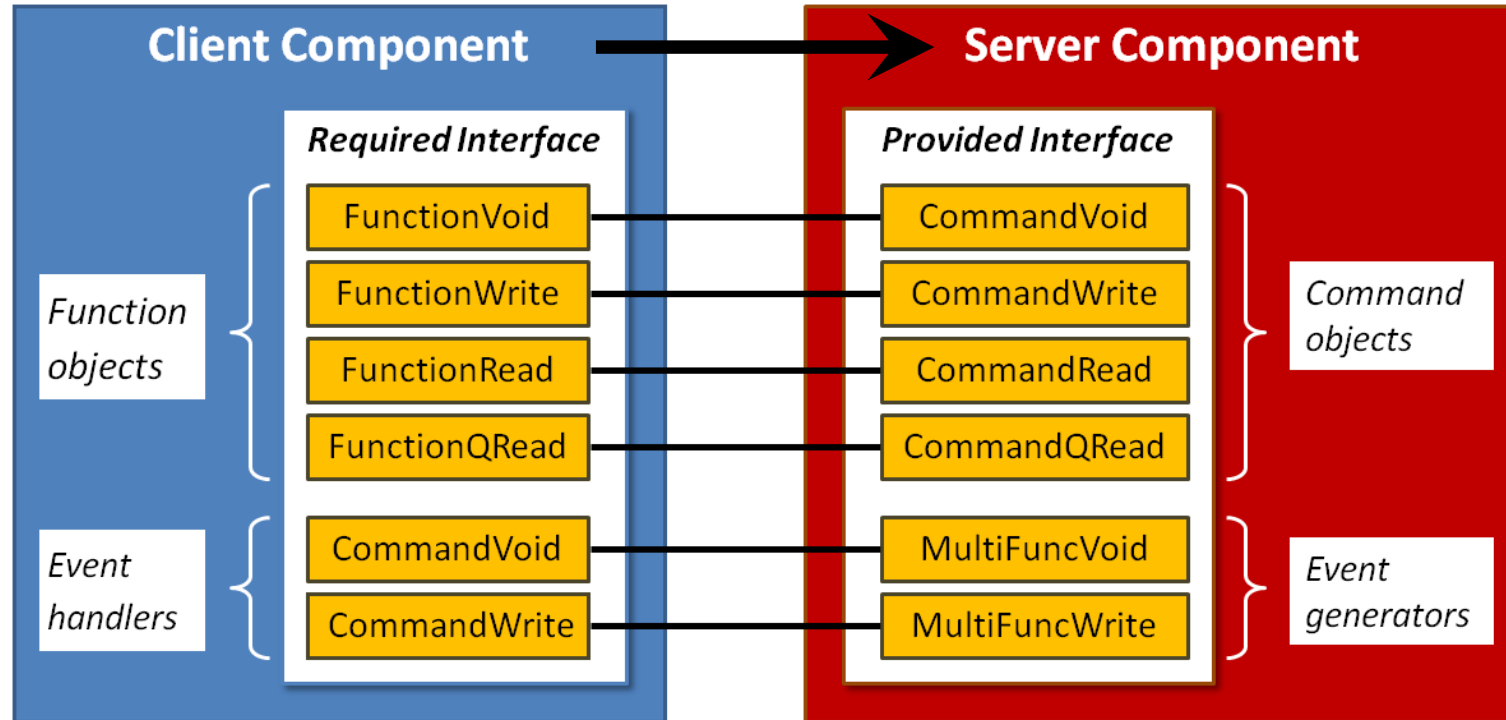 Client Component
Server Component
Required Interface
Provided Interface
FunctionVoid
CommandVoid
FunctionWrite
CommandWrite
FunctionRead
CommandRead
FunctionQRead
CommandQRead
Function
objects
Command
objects
CommandVoid
MultiFuncVoid
CommandWrite
MultiFuncWrite
Event
handlers
Event
generators